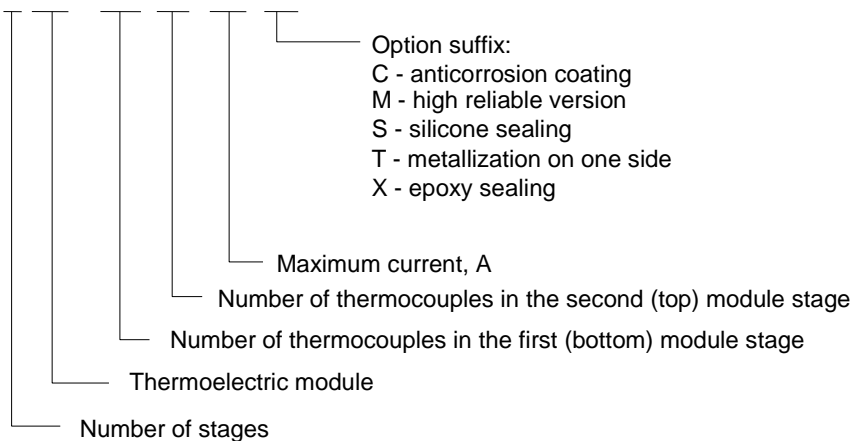 Option suffix:
C - anticorrosion coating
M - high reliable version
S - silicone sealing
T - metallization on one side
X - epoxy sealing
Maximum current, A
Number of thermocouples in the second (top) module stage
Number of thermocouples in the first (bottom) module stage
Thermoelectric module
Number of stages